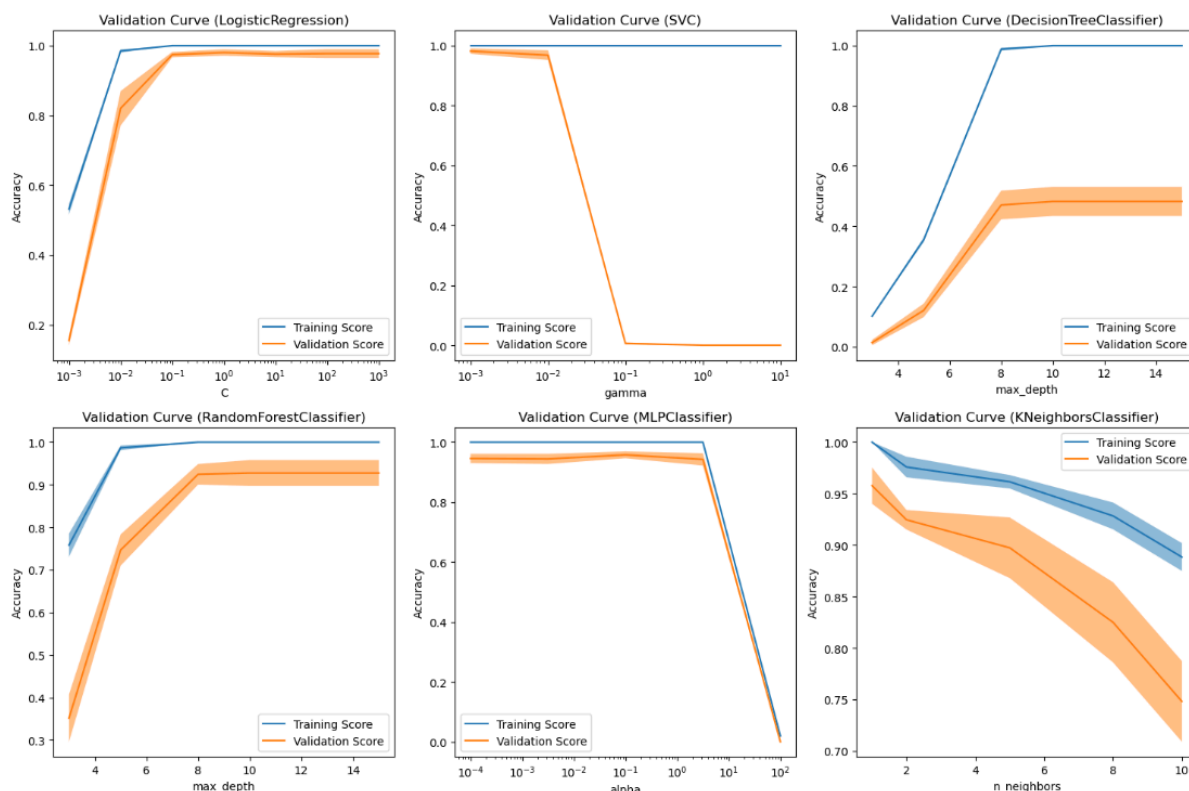 Validation Curve (LogisticRegression)
1.0
0.8
0.6
0.4
0.2
Accuracy
Training Score
Validation Score
10⁻³
10⁻²
10⁻¹
10⁰
10¹
10²
10³
C
Validation Curve (SVC)
1.0
0.8
0.6
0.4
0.2
0.0
Accuracy
Training Score
Validation Score
10⁻³
10⁻²
10⁻¹
10⁰
10¹
gamma
Validation Curve (DecisionTreeClassifier)
1.0
0.8
0.6
0.4
0.2
0.0
Accuracy
Training Score
Validation Score
4
6
8
10
12
14
max_depth
Validation Curve (RandomForestClassifier)
1.0
0.9
0.8
0.7
0.6
0.5
0.4
0.3
Accuracy
Training Score
Validation Score
4
6
8
10
12
14
max_depth
Validation Curve (MLPClassifier)
1.0
0.8
0.6
0.4
0.2
0.0
Accuracy
Training Score
Validation Score
10⁻⁴
10⁻³
10⁻²
10⁻¹
10⁰
10¹
10²
alpha
Validation Curve (KNeighborsClassifier)
1.00
0.95
0.90
0.85
0.80
0.75
0.70
Accuracy
Training Score
Validation Score
2
4
6
8
10
n_neighbors